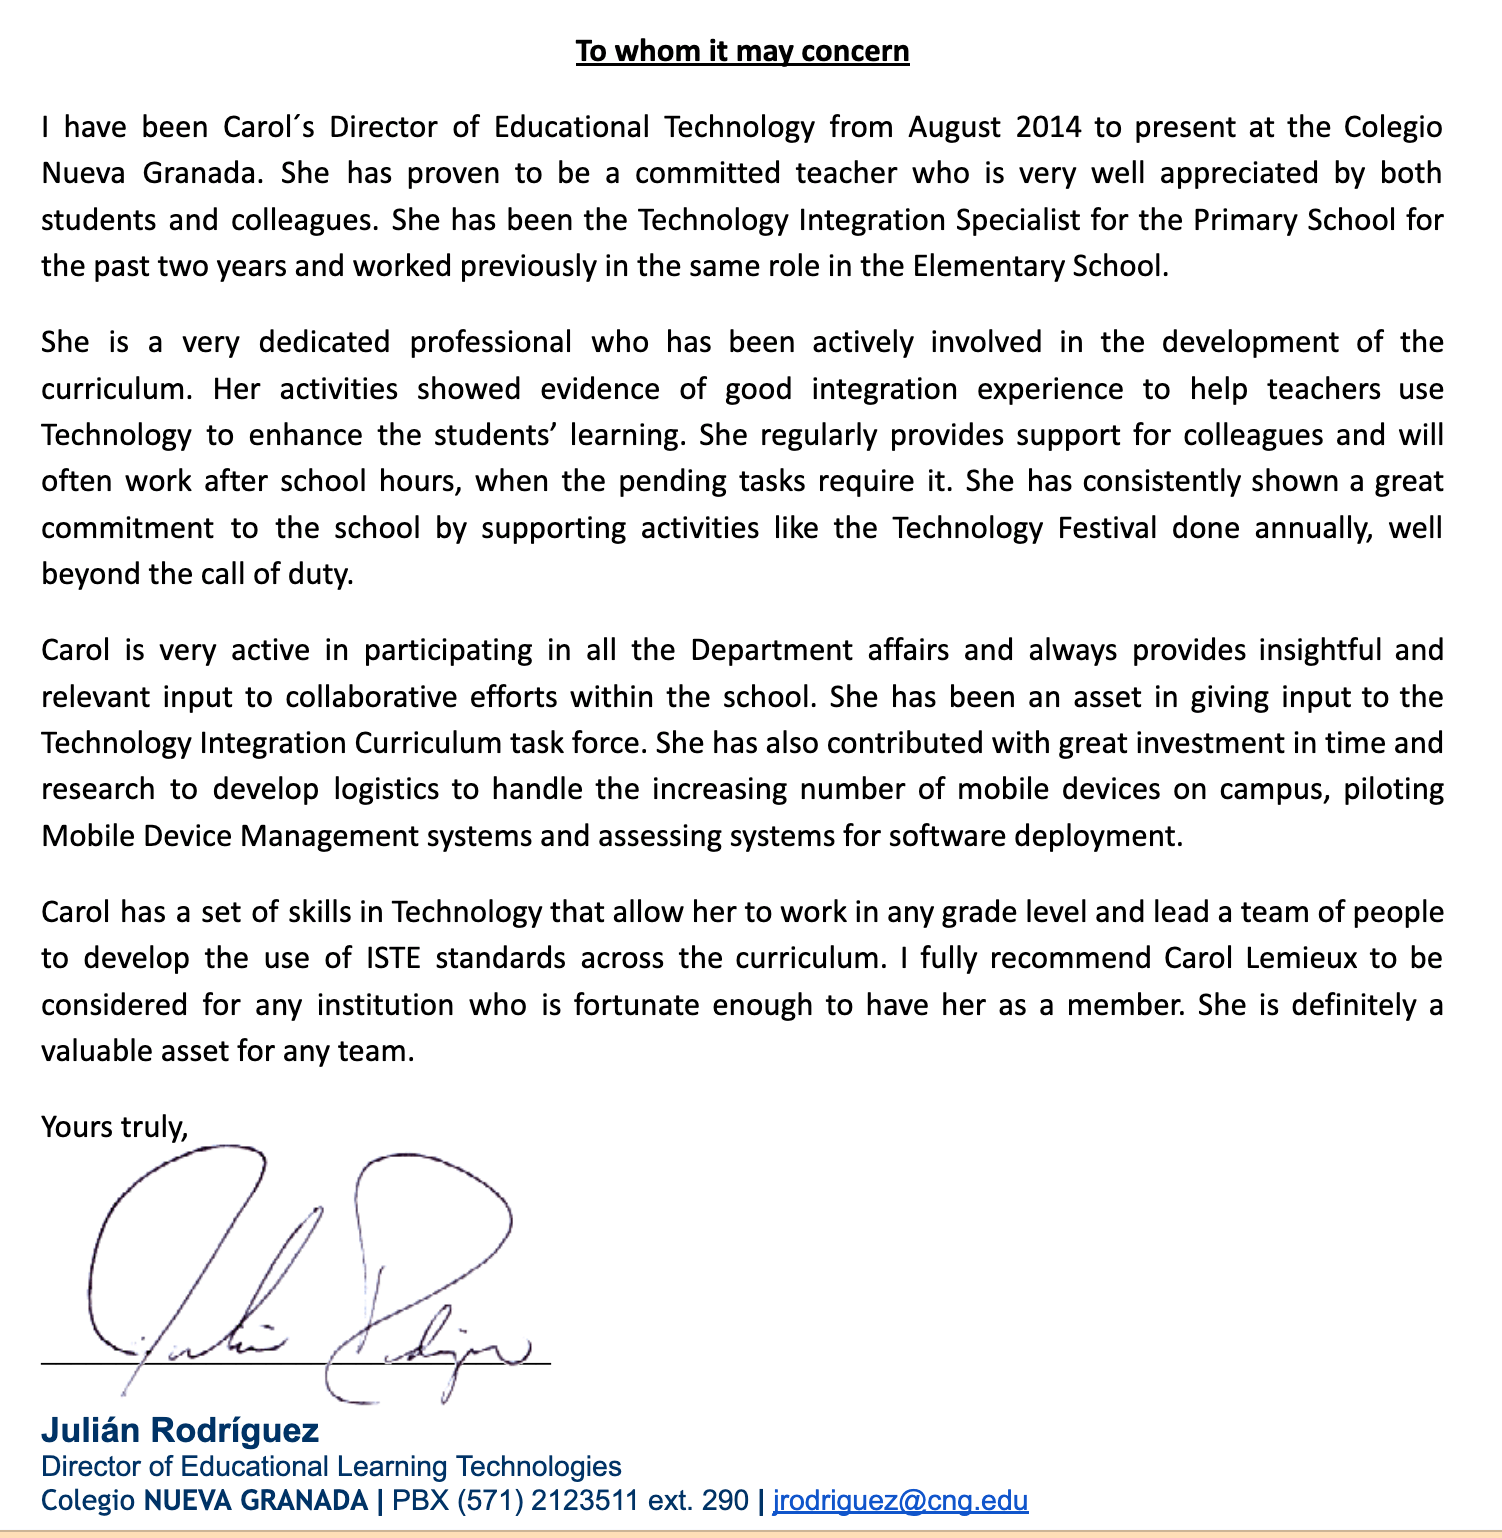 To whom it may concern
I have been Carol´s Director of Educational Technology from August 2014 to present at the Colegio
Nueva Granada. She has proven to be a committed teacher who is very well appreciated by both
students and colleagues. She has been the Technology Integration Specialist for the Primary School for
the past two years and worked previously in the same role in the Elementary School.
She is a very dedicated professional who has been actively involved in the development of the
curriculum. Her activities showed evidence of good integration experience to help teachers use
Technology to enhance the students’ learning. She regularly provides support for colleagues and will
often work after school hours, when the pending tasks require it. She has consistently shown a great
commitment to the school by supporting activities like the Technology Festival done annually, well
beyond the call of duty.
Carol is very active in participating in all the Department affairs and always provides insightful and
relevant input to collaborative efforts within the school. She has been an asset in giving input to the
Technology Integration Curriculum task force. She has also contributed with great investment in time and
research to develop logistics to handle the increasing number of mobile devices on campus, piloting
Mobile Device Management systems and assessing systems for software deployment.
Carol has a set of skills in Technology that allow her to work in any grade level and lead a team of people
to develop the use of ISTE standards across the curriculum. I fully recommend Carol Lemieux to be
considered for any institution who is fortunate enough to have her as a member. She is definitely a
valuable asset for any team.
Yours truly,
Julián Rodríguez
Director of Educational Learning Technologies
Colegio NUEVA GRANADA | PBX (571) 2123511 ext. 290 | jrodriguez@cng.edu